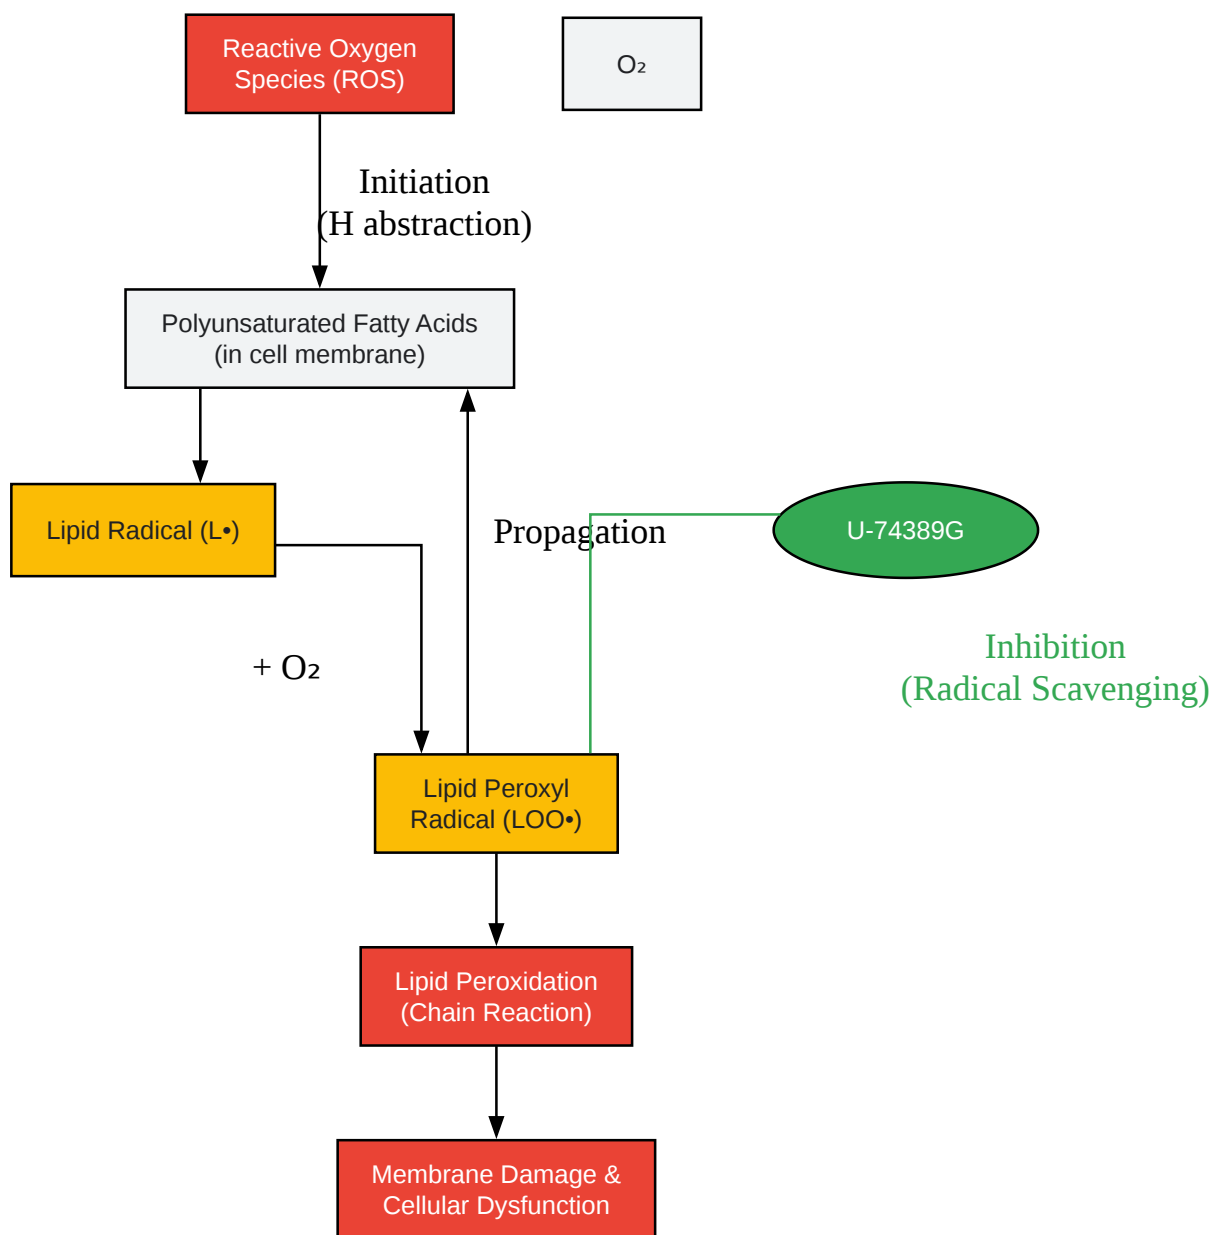 Reactive Oxygen
Species (ROS)
O₂
Initiation
(H abstraction)
Polyunsaturated Fatty Acids
(in cell membrane)
Lipid Radical (L•)
Propagation
U-74389G
+ O₂
Inhibition
(Radical Scavenging)
Lipid Peroxyl
Radical (LOO•)
Lipid Peroxidation
(Chain Reaction)
Membrane Damage &
Cellular Dysfunction